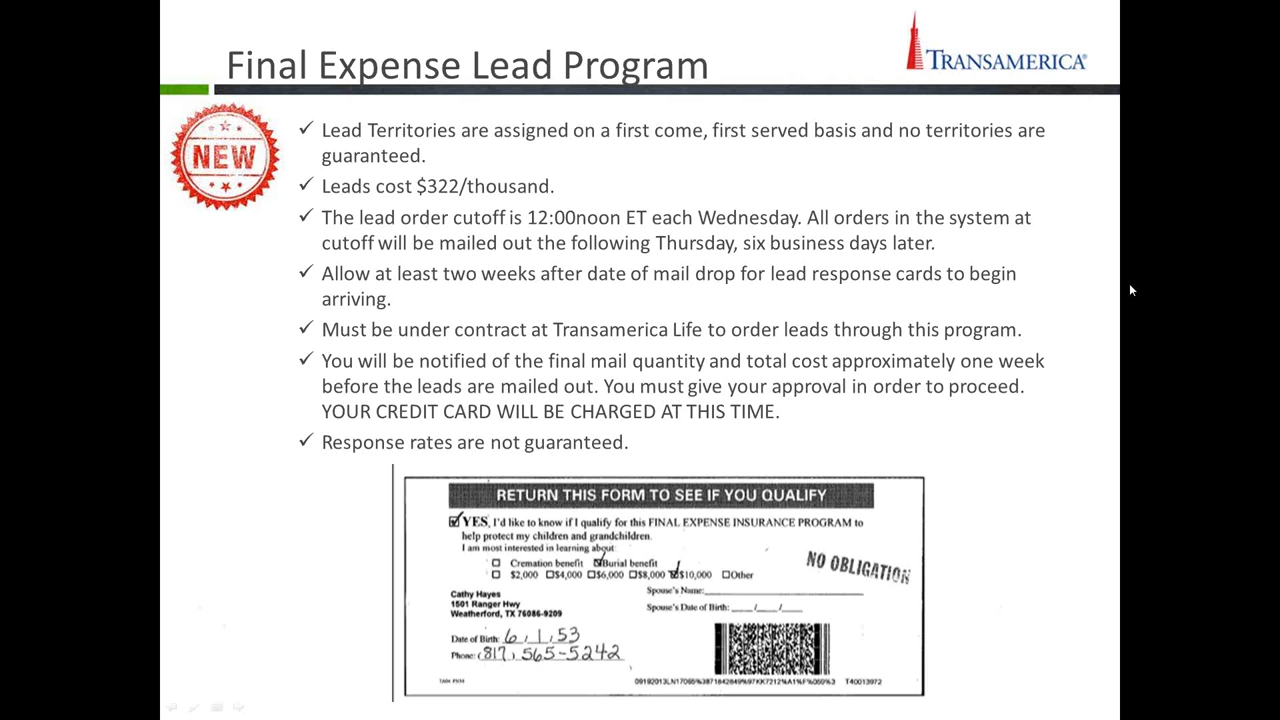 Final Expense Lead Program
TRANSAMERICA®
NEW
Lead Territories are assigned on a first come, first served basis and no territories are
guaranteed.
Leads cost $322/thousand.
The lead order cutoff is 12:00noon ET each Wednesday. All orders in the system at
cutoff will be mailed out the following Thursday, six business days later.
Allow at least two weeks after date of mail drop for lead response cards to begin
arriving.
Must be under contract at Transamerica Life to order leads through this program.
You will be notified of the final mail quantity and total cost approximately one week
before the leads are mailed out. You must give your approval in order to proceed.
YOUR CREDIT CARD WILL BE CHARGED AT THIS TIME.
Response rates are not guaranteed.
RETURN THIS FORM TO SEE IF YOU QUALIFY
YES, I'd like to know if I qualify for this FINAL EXPENSE INSURANCE PROGRAM to
help protect my children and grandchildren.
I am most interested in learning about:
Cremation benefit Burial benefit
$2,000 $4,000 $6,000 $8,000 $10,000 Other
NO OBLIGATION
Cathy Hayes
1501 Ranger Hwy
Weatherford, TX 76086-9209
Spouse's Name:
Spouse's Date of Birth: __/__/__
Date of Birth: 6, 1, 53
Phone: (817) 565-5242
T40013972